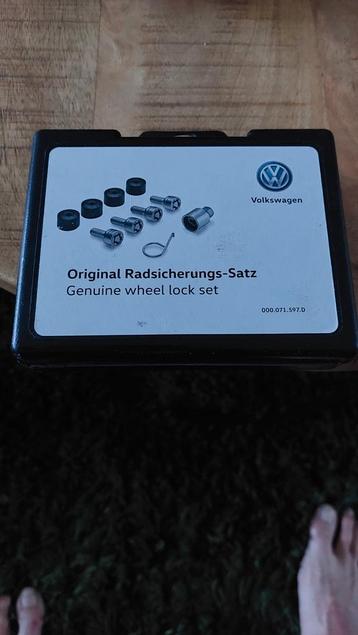 Volkswagen
Original Radsicherungs-Satz
Genuine wheel lock set
000.071.597.D